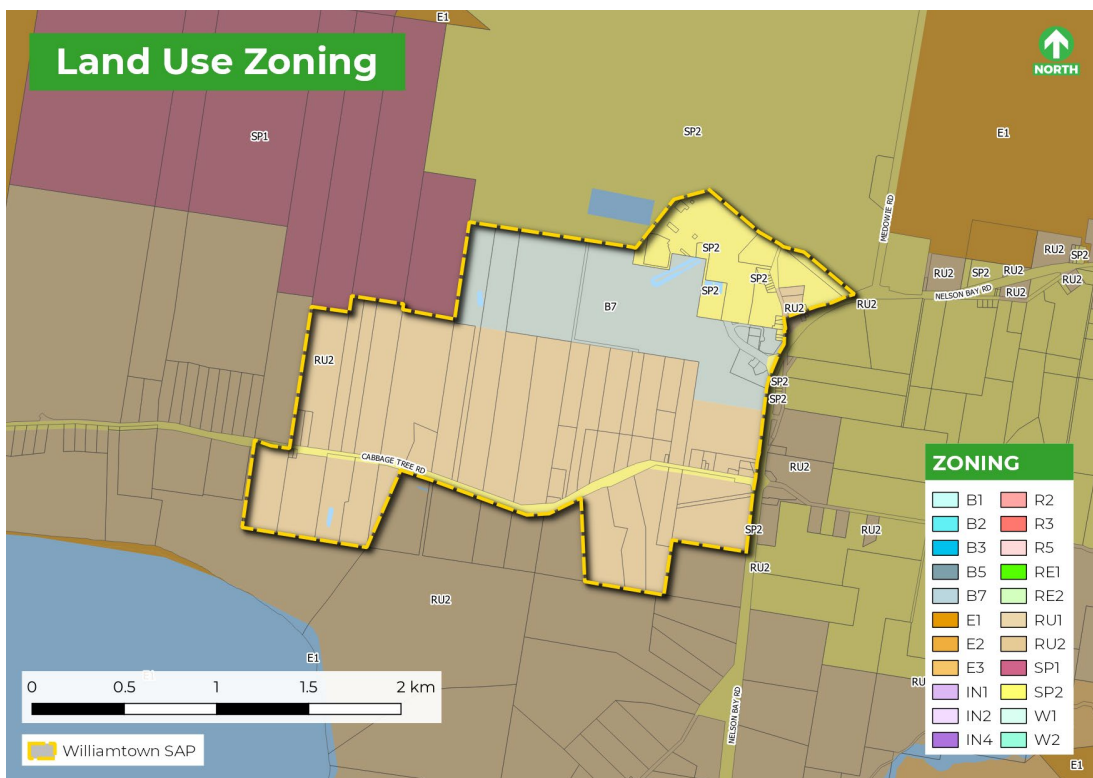 E1
Land Use Zoning
NORTH
SP1
SP2
E1
MEDOWIE RD
SP2
SP2
SP2
SP2
RU2
RU2
B7
RU2
SP2
RU2
RU2
SP2
RU2
NELSON BAY RD
RU2
RU2
SP2
SP2
CABBAGE TREE RD
RU2
SP2
RU2
RU2
RU2
E1
E1
RU
NELSON BAY RD
E1
ZONING
B1
B2
B3
B5
B7
E1
E2
E3
IN1
IN2
IN4
R2
R3
R5
RE1
RE2
RU1
RU2
SP1
SP2
W1
W2
0 0.5 1 1.5 2 km
Williamtown SAP